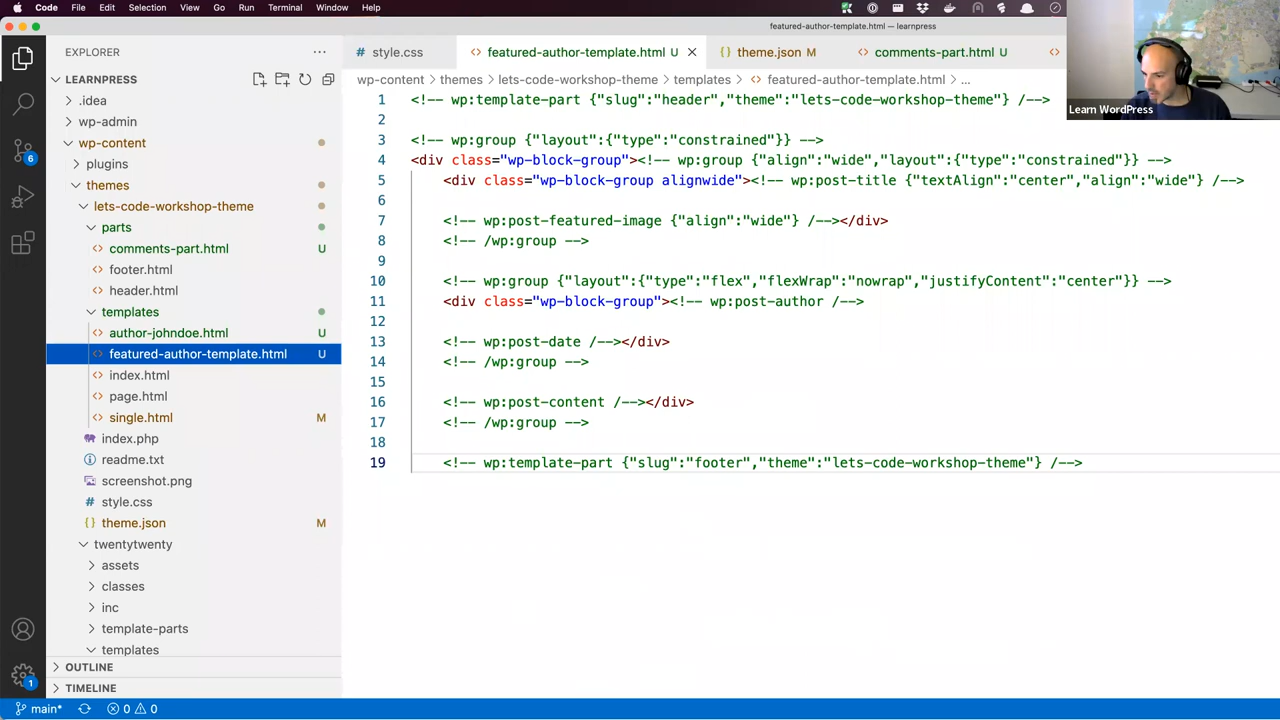 Code File Edit Selection View Go Run Terminal Window Help
featured-author-template.html — learnpress
EXPLORER
style.css
featured-author-template.html U
theme.json M
comments-part.html U
LEARNPRESS
wp-content > themes > lets-code-workshop-theme > templates > featured-author-template.html > ...
.idea
wp-admin
wp-content
plugins
themes
lets-code-workshop-theme
parts
comments-part.html U
footer.html
header.html
templates
author-johndoe.html U
featured-author-template.html U
index.html
page.html
single.html M
index.php
readme.txt
screenshot.png
style.css
theme.json M
twentytwenty
assets
classes
inc
template-parts
templates
OUTLINE
TIMELINE
1 <!-- wp:template-part {"slug":"header","theme":"lets-code-workshop-theme"} /-->
2
3 <!-- wp:group {"layout":{"type":"constrained"}} -->
4 <div class="wp-block-group"><!-- wp:group {"align":"wide","layout":{"type":"constrained"}} -->
5 <div class="wp-block-group alignwide"><!-- wp:post-title {"textAlign":"center","align":"wide"} /-->
6
7 <!-- wp:post-featured-image {"align":"wide"} /--></div>
8 <!-- /wp:group -->
9
10 <!-- wp:group {"layout":{"type":"flex","flexWrap":"nowrap","justifyContent":"center"}} -->
11 <div class="wp-block-group"><!-- wp:post-author /-->
12
13 <!-- wp:post-date /--></div>
14 <!-- /wp:group -->
15
16 <!-- wp:post-content /--></div>
17 <!-- /wp:group -->
18
19 <!-- wp:template-part {"slug":"footer","theme":"lets-code-workshop-theme"} /-->
Learn WordPress
6
1
main* 0 0